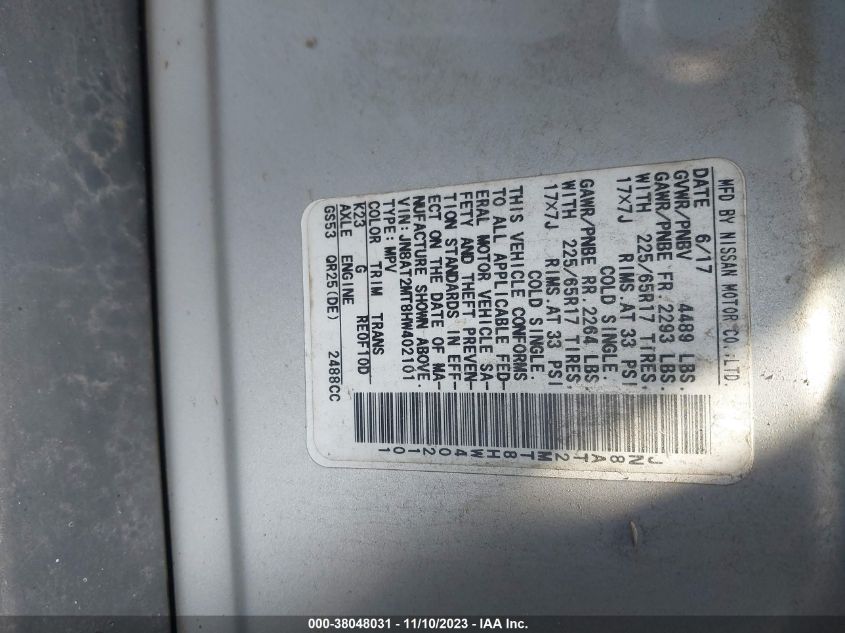 MFD BY NISSAN MOTOR CO.,LTD.
DATE 6/17
GVWR/PNBV 4489 LBS.
GAWR/PNBE FR. 2293 LBS.
WITH 225/65R17 TIRES.
17X7J RIMS.AT 33 PSI
COLD SINGLE.
GAWR/PNBE RR. 2264 LBS.
WITH 225/65R17 TIRES.
17X7J RIMS.AT 33 PSI
COLD SINGLE.
THIS VEHICLE CONFORMS
TO ALL APPLICABLE FED-
ERAL MOTOR VEHICLE SA-
FETY AND THEFT PREVEN-
TION STANDARDS IN EFF-
ECT ON THE DATE OF MA-
NUFACTURE SHOWN ABOVE.
VIN:JN8AT2MT8HW402101
TYPE:MPV
COLOR TRIM TRANS
K23 G RE0F10D
AXLE ENGINE
GS53 QR25(DE) 2488CC
JN8AT2MT8HW402101
000-38048031 - 11/10/2023 - IAA Inc.